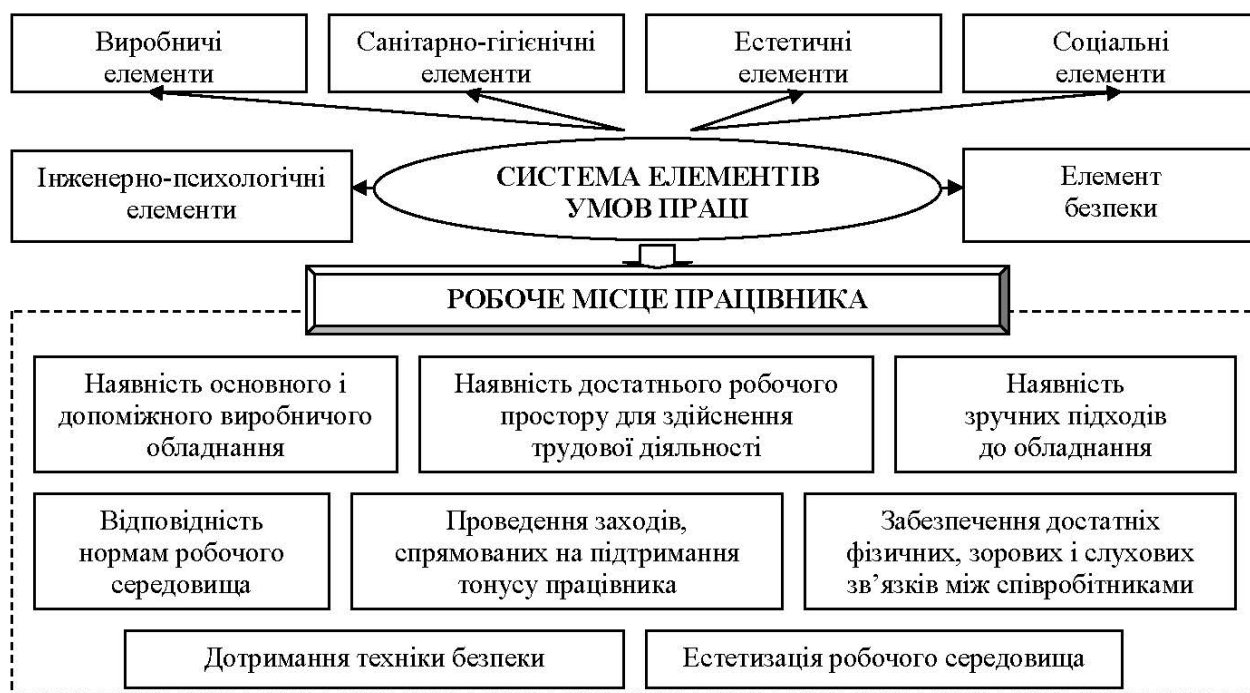 Виробничі
елементи
Санітарно-гігієнічні
елементи
Естетичні
елементи
Соціальні
елементи
Інженерно-психологічні
елементи
СИСТЕМА ЕЛЕМЕНТІВ
УМОВ ПРАЦІ
Елемент
безпеки
РОБОЧЕ МІСЦЕ ПРАЦІВНИКА
Наявність основного і
допоміжного виробничого
обладнання
Наявність достатнього робочого
простору для здійснення
трудової діяльності
Наявність
зручних підходів
до обладнання
Відповідність
нормам робочого
середовища
Проведення заходів,
спрямованих на підтримання
тонусу працівника
Забезпечення достатніх
фізичних, зорових і слухових
зв’язків між співробітниками
Дотримання техніки безпеки
Естетизація робочого середовища